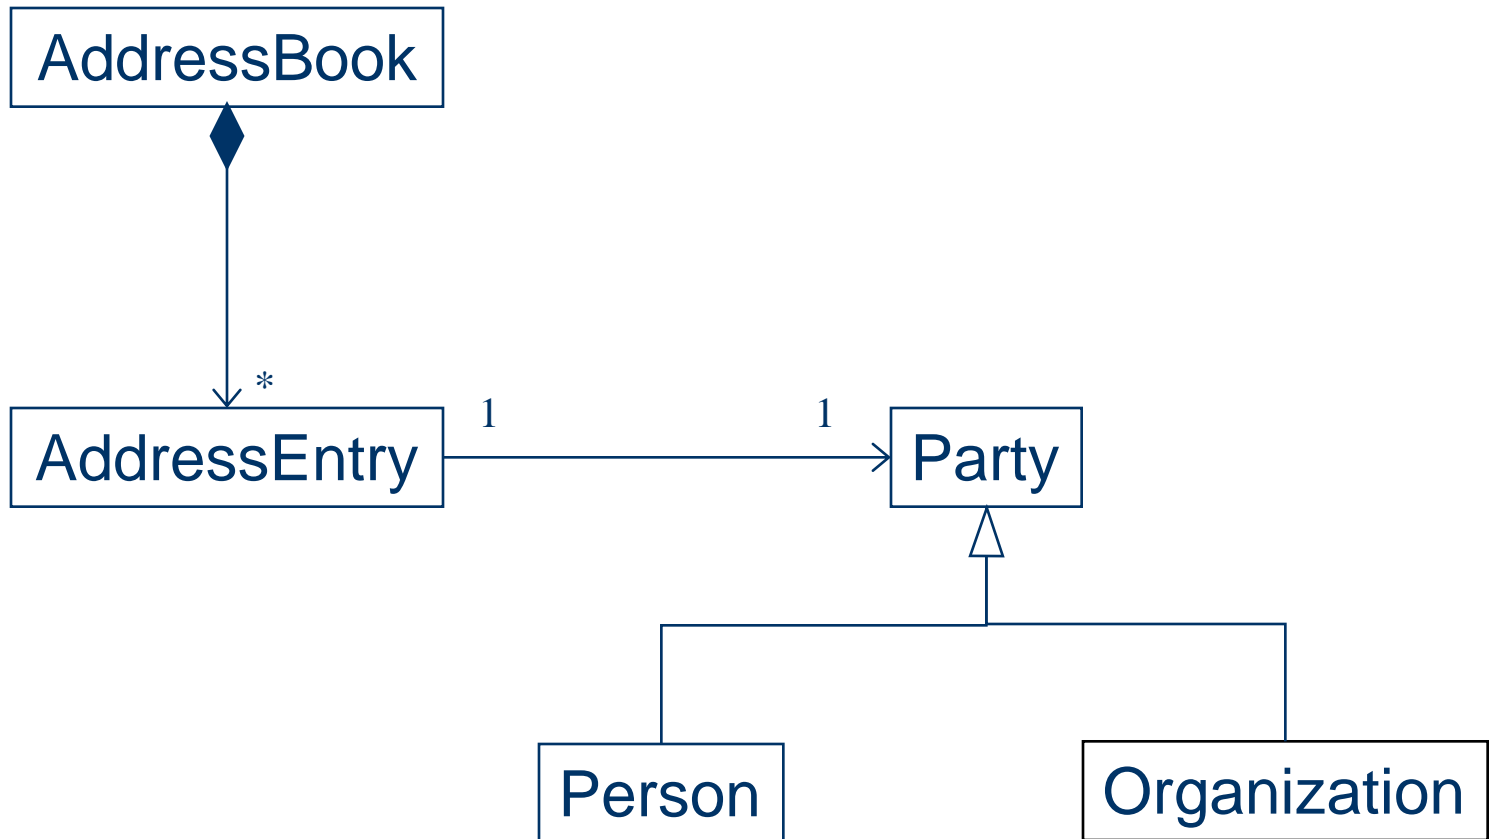 AddressBook
*
1
1
AddressEntry
Party
Person
Organization